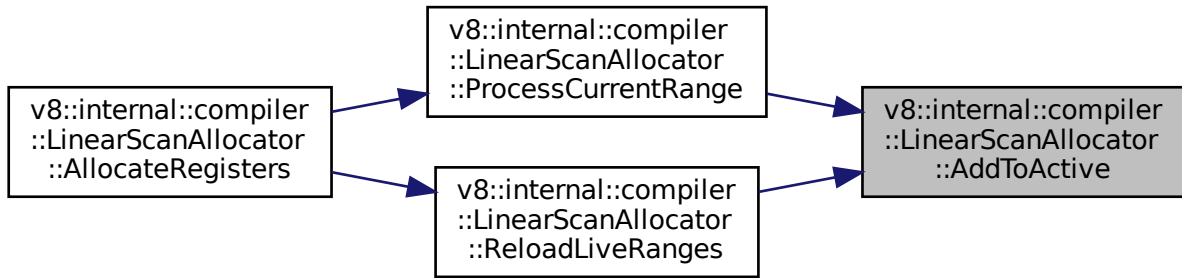 v8::internal::compiler
::LinearScanAllocator
::AllocateRegisters
v8::internal::compiler
::LinearScanAllocator
::ProcessCurrentRange
v8::internal::compiler
::LinearScanAllocator
::ReloadLiveRanges
v8::internal::compiler
::LinearScanAllocator
::AddToActive